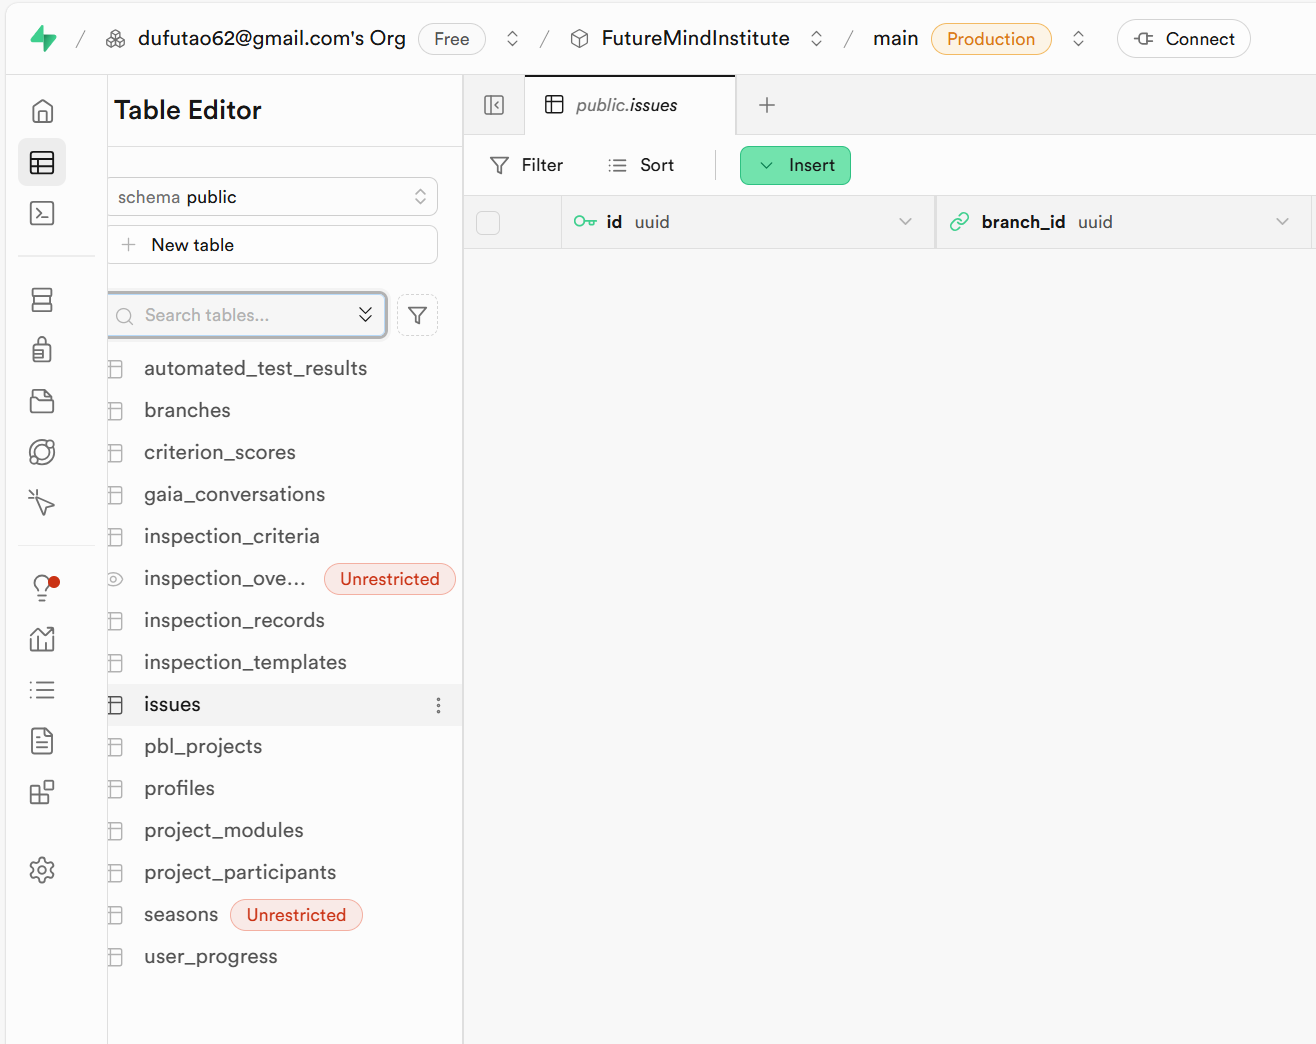 dufutao62@gmail.com's Org Free FutureMindInstitute main Production Connect
Table Editor
public.issues
Filter Sort Insert
schema public
New table
id uuid branch_id uuid
Search tables...
automated_test_results
branches
criterion_scores
gaia_conversations
inspection_criteria
inspection_ove... Unrestricted
inspection_records
inspection_templates
issues
pbl_projects
profiles
project_modules
project_participants
seasons Unrestricted
user_progress